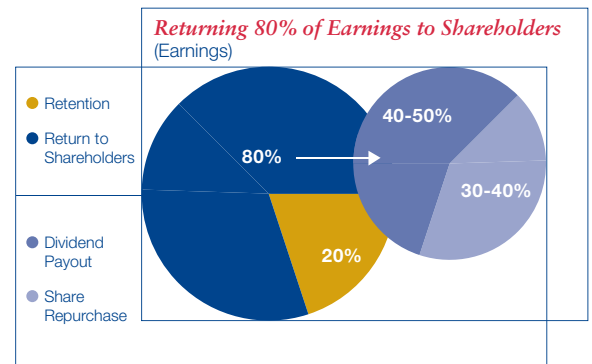 Returning 80% of Earnings to Shareholders
(Earnings)
Retention
Return to
Shareholders
80%
40-50%
30-40%
20%
Dividend
Payout
Share
Repurchase